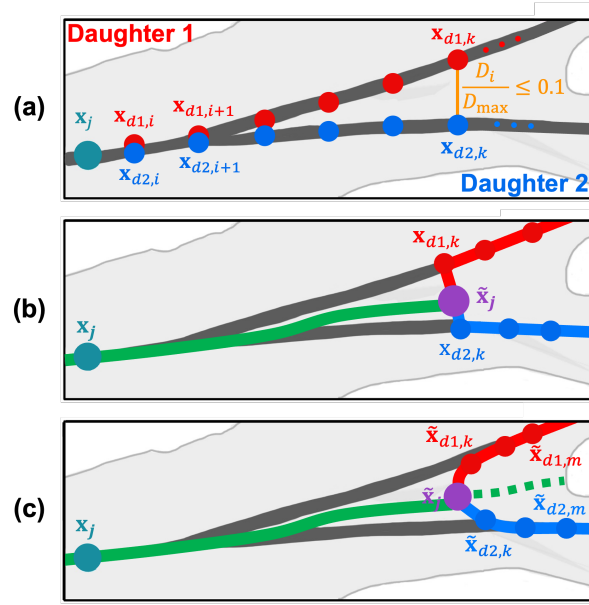 (a)
Daughter 1
x_j
x_{d1,i}
x_{d1,i+1}
x_{d1,k}
D_i / D_max ≤ 0.1
x_{d2,i}
x_{d2,i+1}
x_{d2,k}
Daughter 2
(b)
x_{d1,k}
x̃_j
x_j
x_{d2,k}
(c)
x̃_{d1,k}
x̃_{d1,m}
x̃_j
x_j
x̃_{d2,m}
x̃_{d2,k}